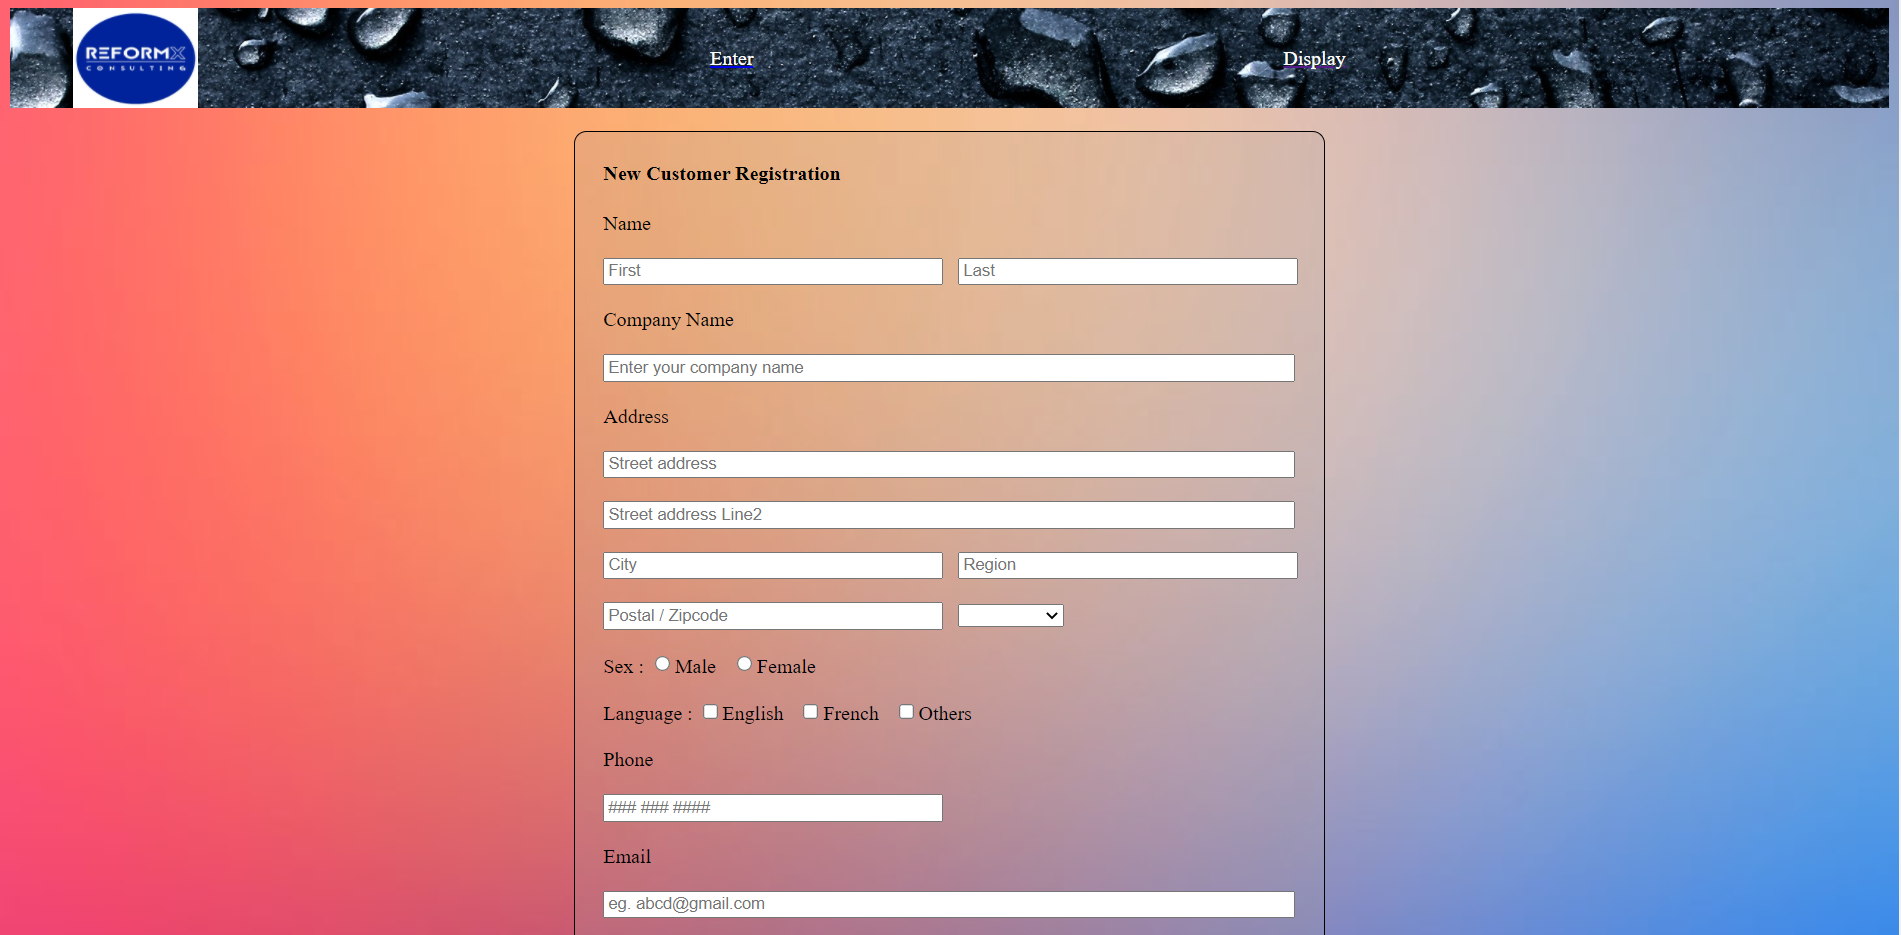 REFORMX
CONSULTING
Enter Display
New Customer Registration
Name
First Last
Company Name
Enter your company name
Address
Street address
Street address Line2
City Region
Postal / Zipcode
Sex : Male Female
Language : English French Others
Phone
### ### ####
Email
eg. abcd@gmail.com